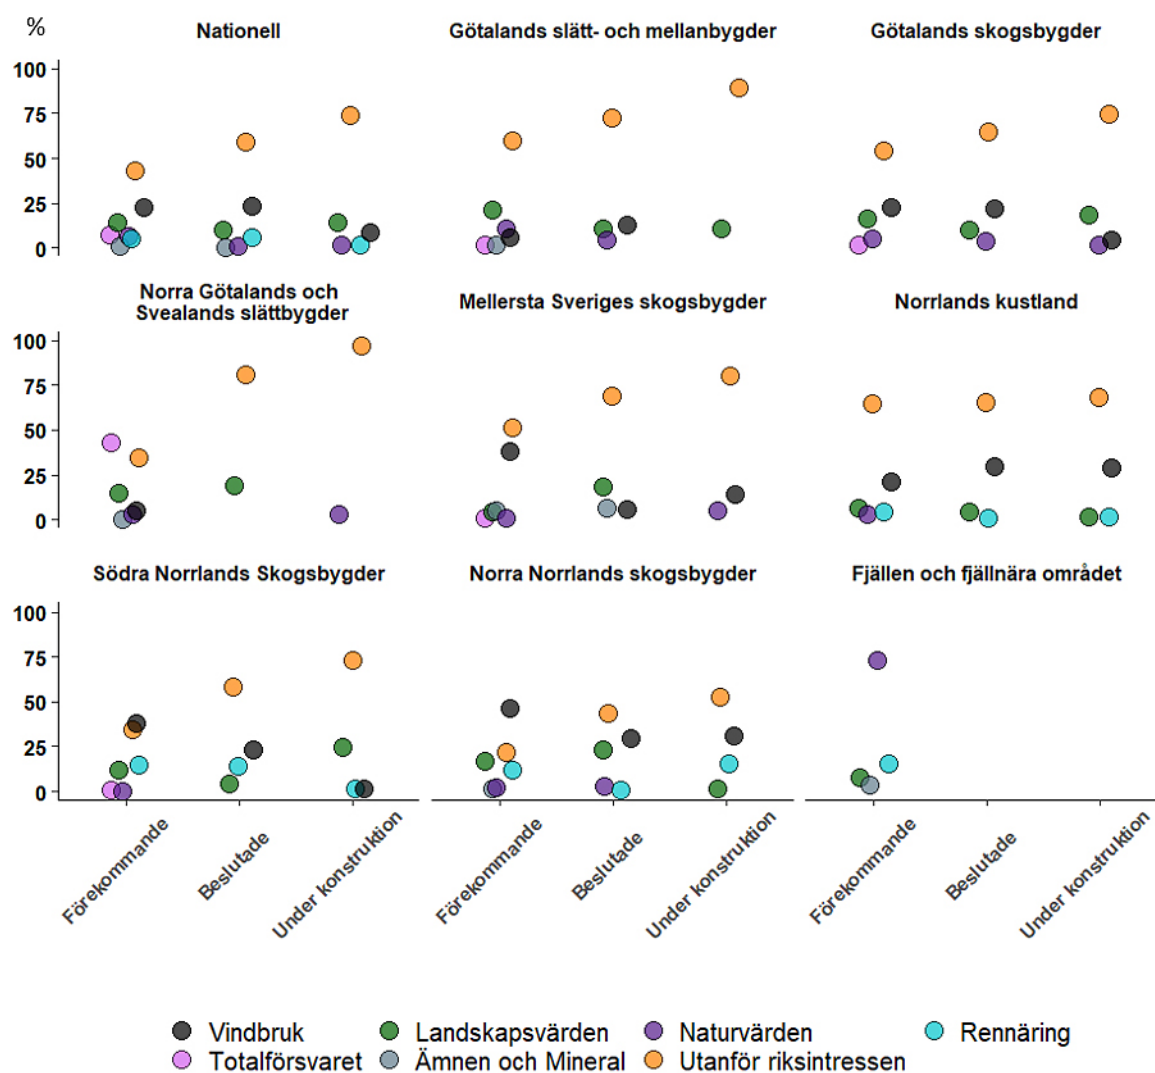 %
Nationell
Götalands slätt- och mellanbygder
Götalands skogsbygder
100
75
50
25
0
Norra Götalands och
Svealands slättbygder
Mellersta Sveriges skogsbygder
Norrlands kustland
100
75
50
25
0
Södra Norrlands Skogsbygder
Norra Norrlands skogsbygder
Fjällen och fjällnära området
100
75
50
25
0
Förekommande
Beslutade
Under konstruktion
Förekommande
Beslutade
Under konstruktion
Förekommande
Beslutade
Under konstruktion
Vindbruk
Landskapsvärden
Naturvärden
Rennäring
Totalförsvaret
Ämnen och Mineral
Utanför riksintressen